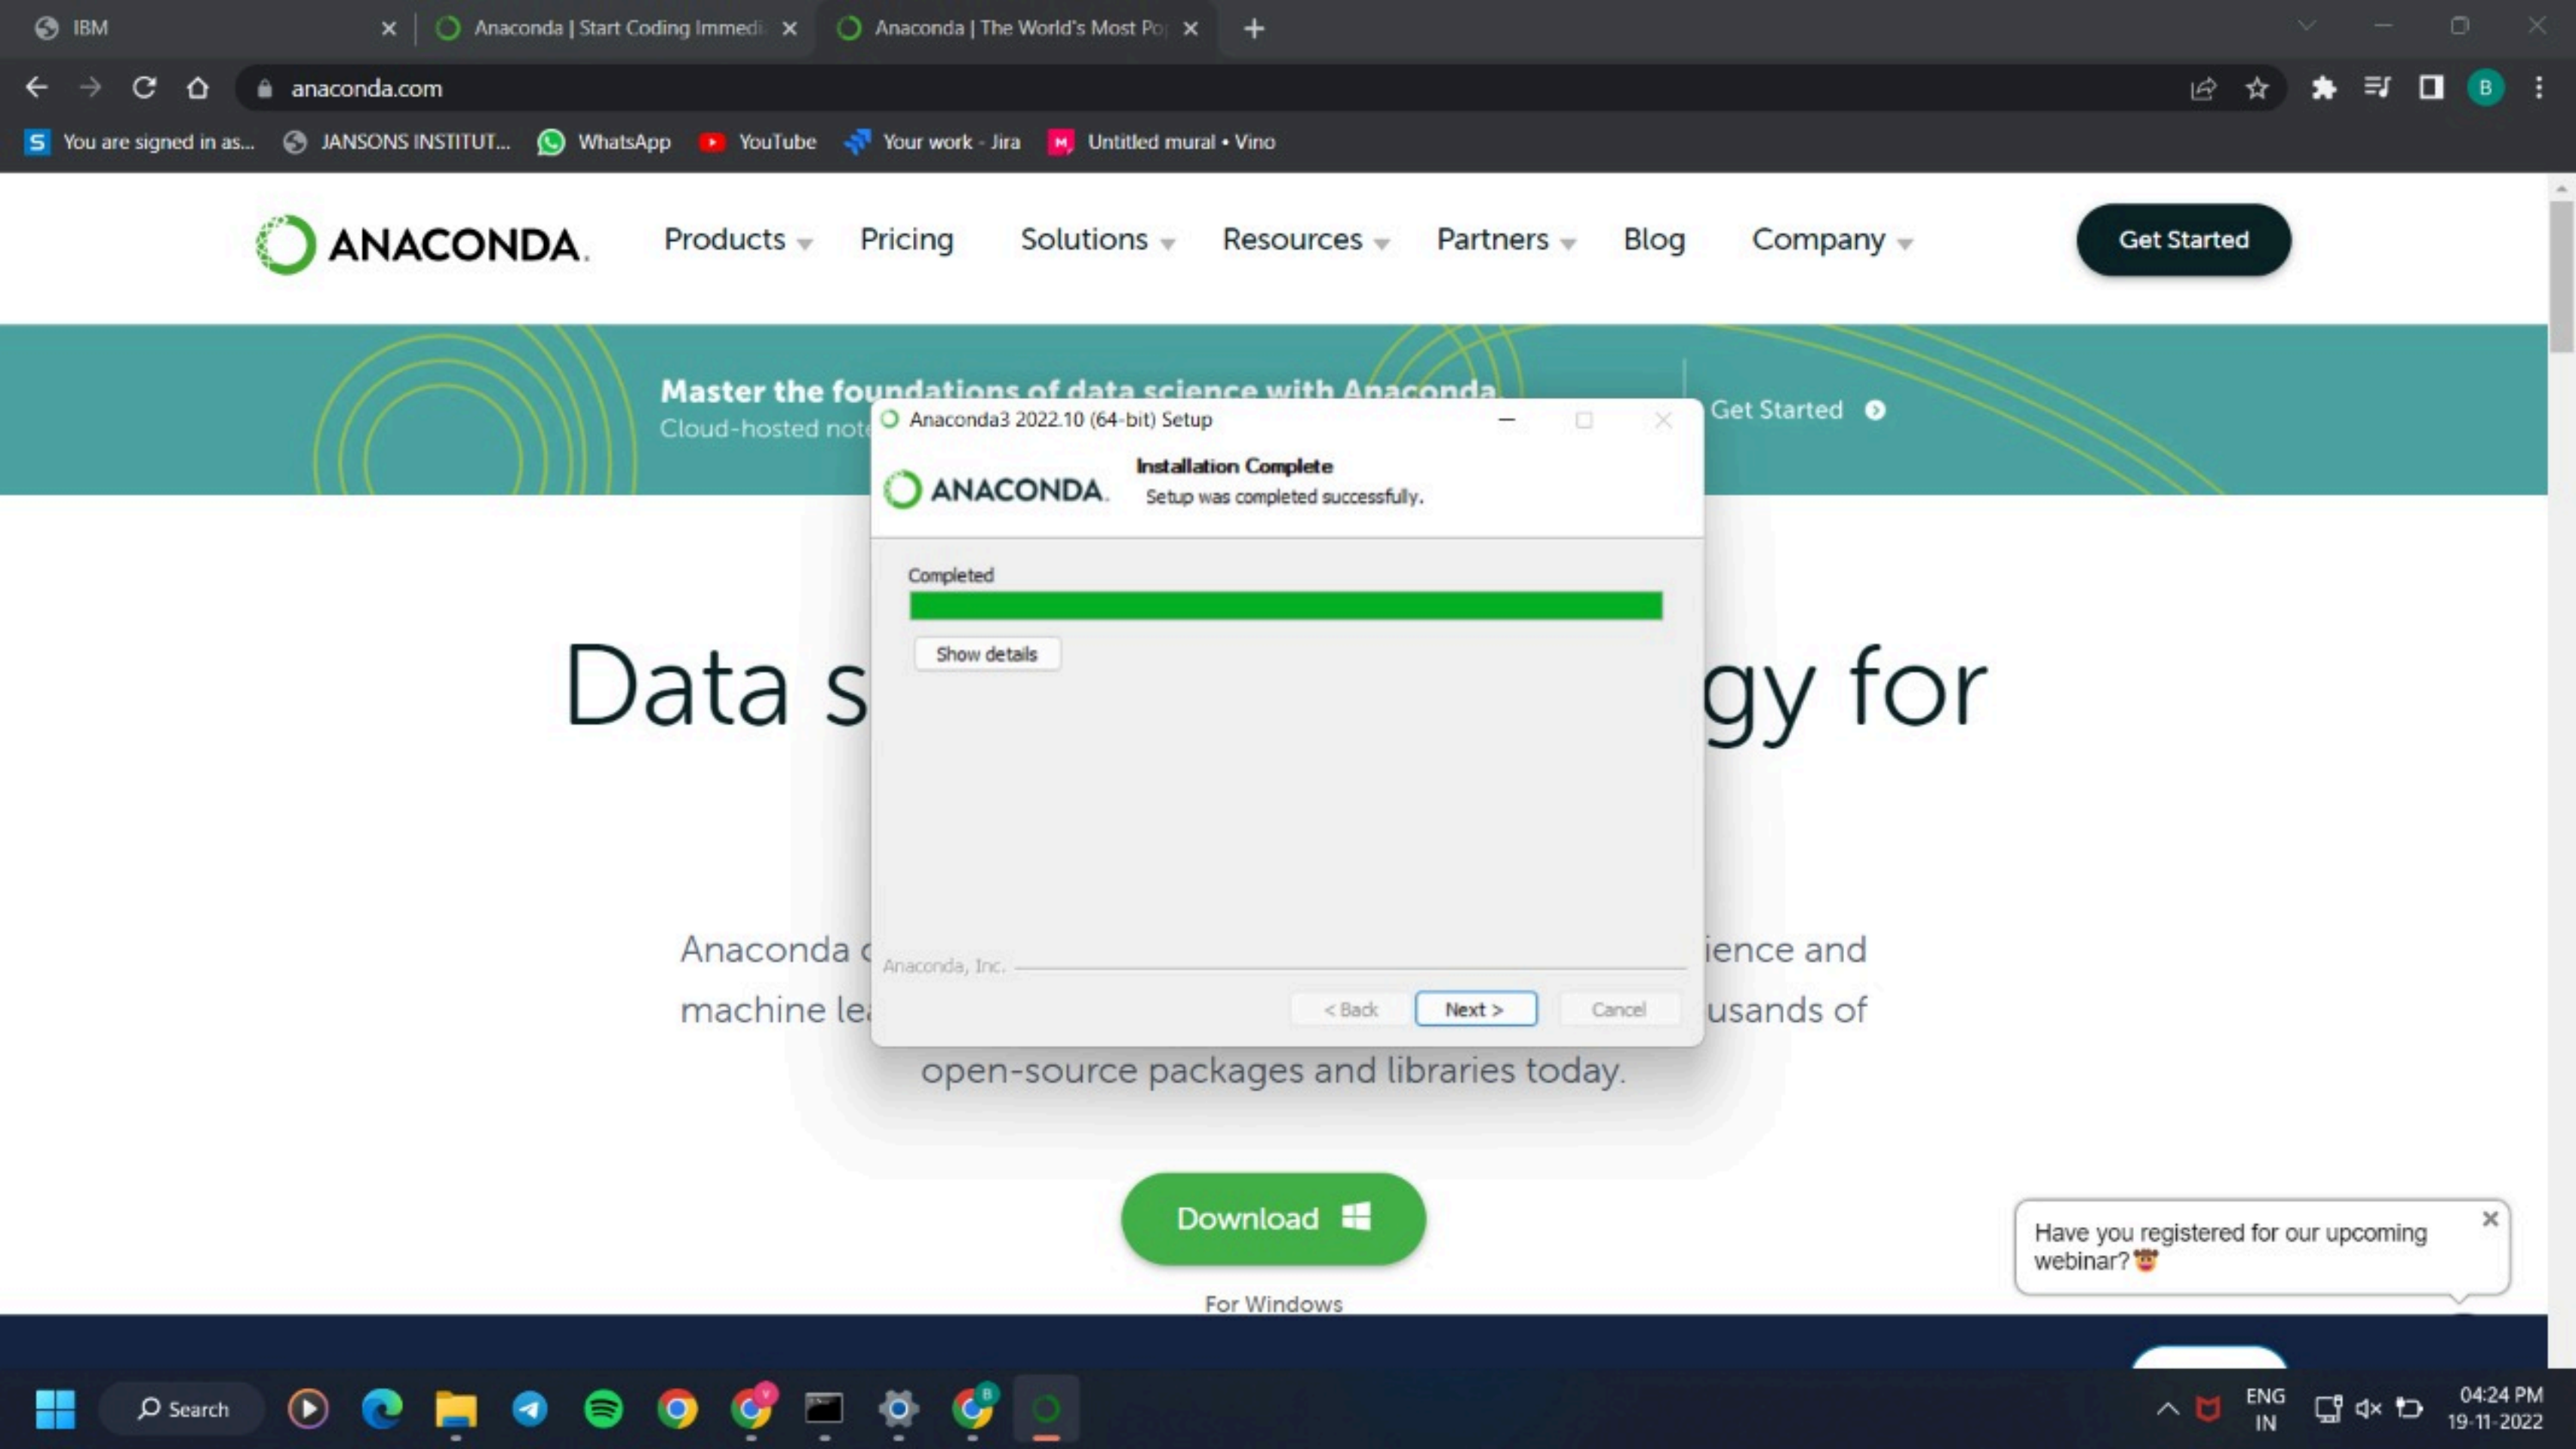 IBM
Anaconda | Start Coding Immedi
Anaconda | The World's Most Po
anaconda.com
B
You are signed in as...
JANSONS INSTITUT...
WhatsApp
YouTube
Your work - Jira
Untitled mural • Vino
ANACONDA.
Products
Pricing
Solutions
Resources
Partners
Blog
Company
Get Started
Master the foundations of data science with Anaconda
Cloud-hosted note
Get Started
Anaconda3 2022.10 (64-bit) Setup
ANACONDA.
Installation Complete
Setup was completed successfully.
Completed
Show details
Anaconda, Inc.
< Back
Next >
Cancel
Data s gy for
Anaconda ience and
machine lea usands of
open-source packages and libraries today.
Download
For Windows
Have you registered for our upcoming
webinar?
Search
V
B
ENG
IN
04:24 PM
19-11-2022